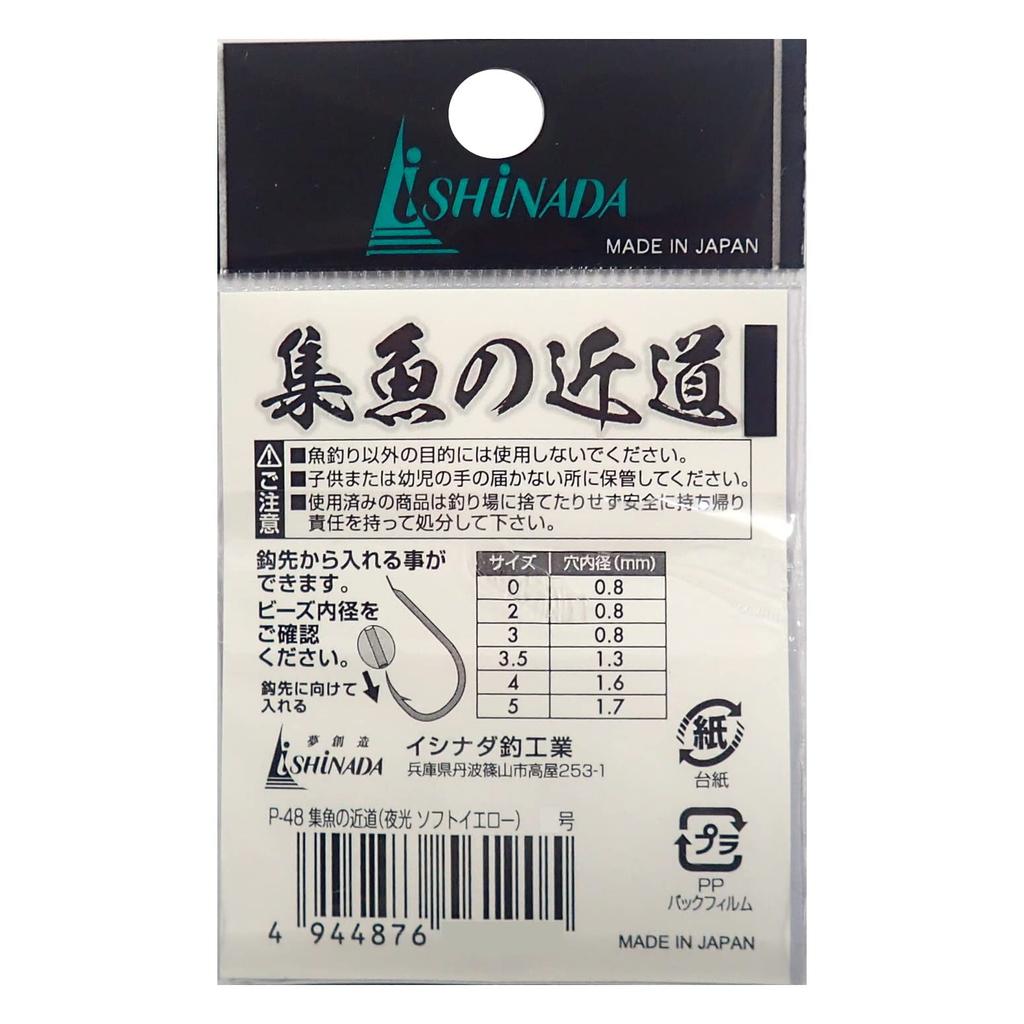 iSHiNADA
MADE IN JAPAN
集魚の近道
ご注意
■魚釣り以外の目的には使用しないでください。
■子供または幼児の手の届かない所に保管してください。
■使用済みの商品は釣り場に捨てたりせず安全に持ち帰り
責任を持って処分して下さい。
鈎先から入れる事が
できます。
ビーズ内径を
ご確認
ください。
鈎先に向けて
入れる
サイズ 穴内径(mm)
0 0.8
2 0.8
3 0.8
3.5 1.3
4 1.6
5 1.7
夢創造
iSHiNADA
イシナダ釣工業
兵庫県丹波篠山市高屋253-1
紙
台紙
P-48 集魚の近道(夜光 ソフトイエロー) 号
4 944876
プラ
PP
パックフィルム
MADE IN JAPAN